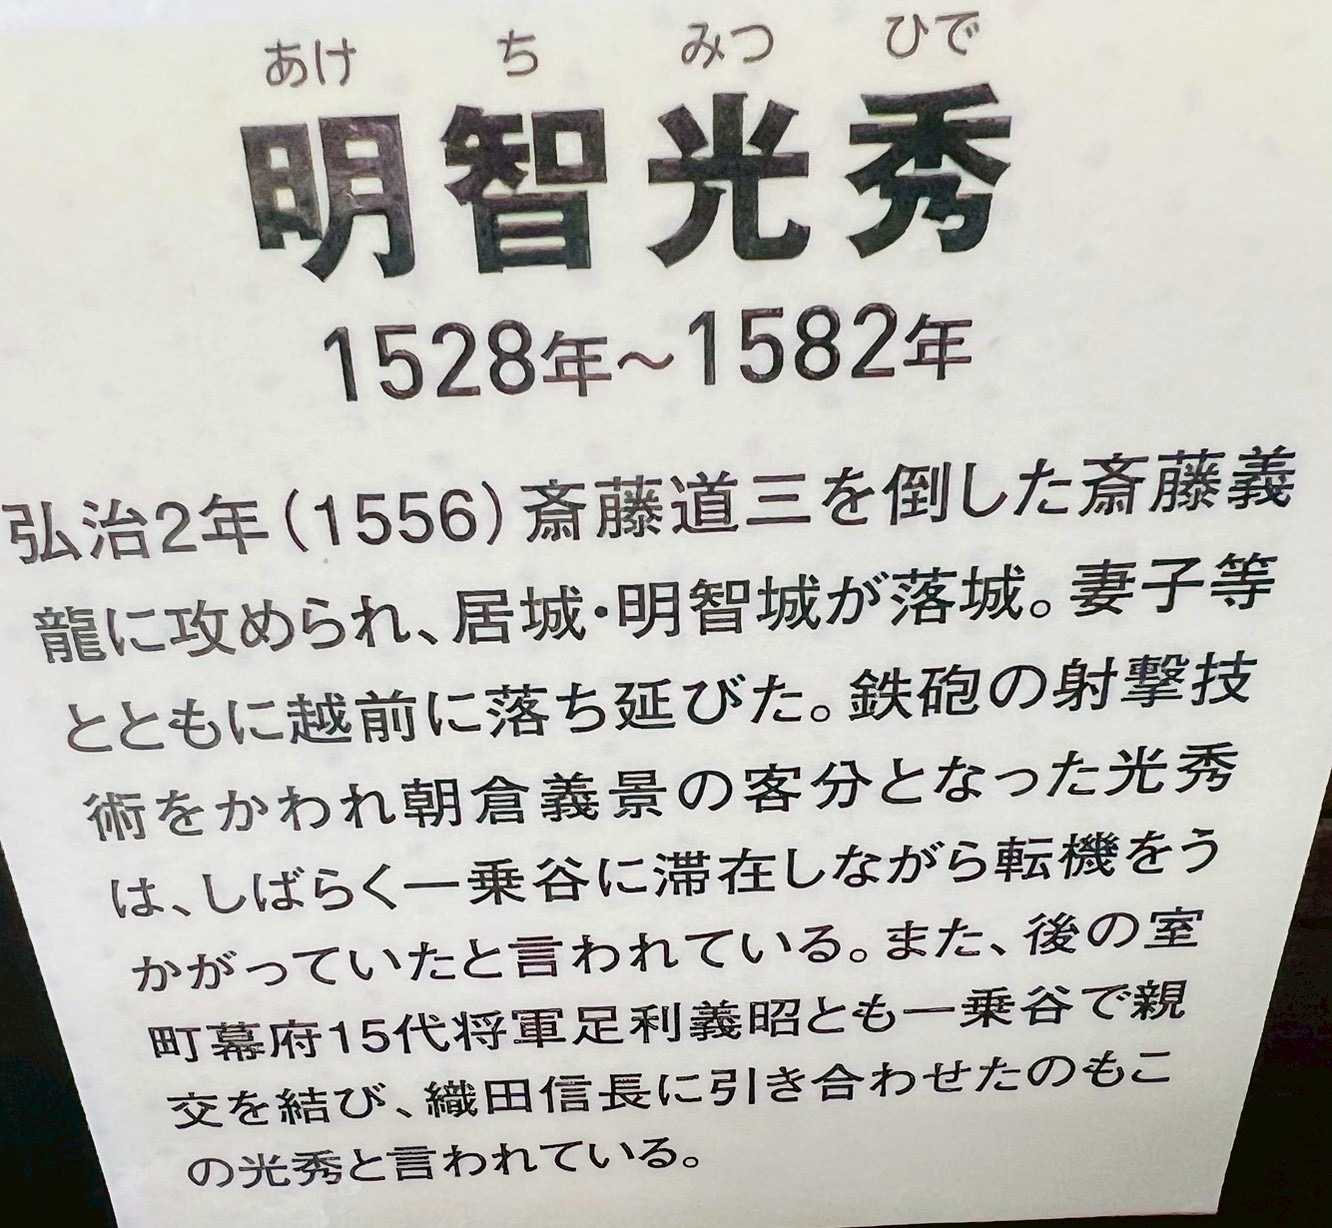 あけ ち みつ ひで
明智光秀
1528年〜1582年
弘治2年(1556)斎藤道三を倒した斎藤義
龍に攻められ、居城・明智城が落城。妻子等
とともに越前に落ち延びた。鉄砲の射撃技
術をかわれ朝倉義景の客分となった光秀
は、しばらく一乗谷に滞在しながら転機をう
かがっていたと言われている。また、後の室
町幕府15代将軍足利義昭とも一乗谷で親
交を結び、織田信長に引き合わせたのもこ
の光秀と言われている。